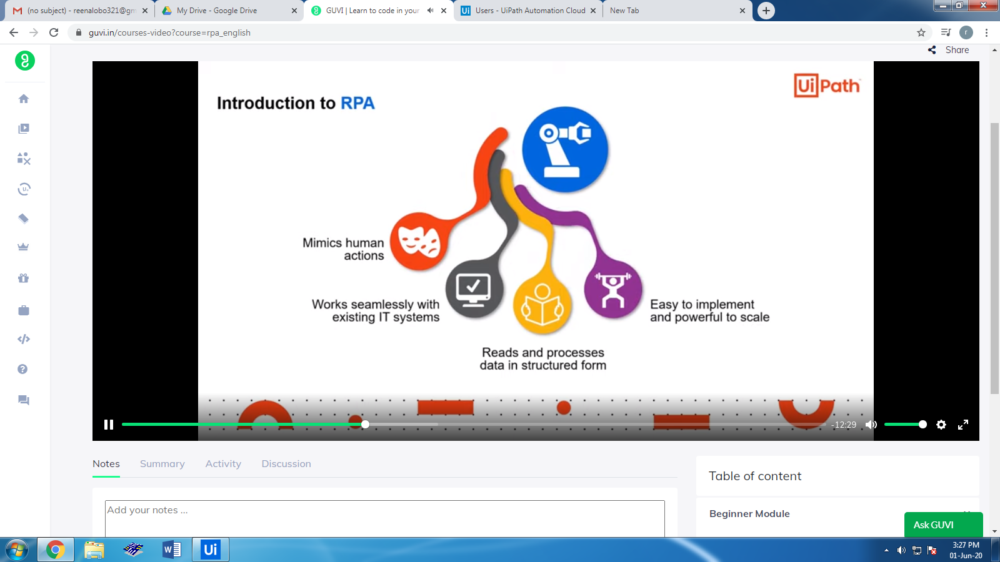 (no subject) - reenalobo321@gm
My Drive - Google Drive
GUVI | Learn to code in your
Ui
Users - UiPath Automation Cloud
New Tab
guvi.in/courses-video?course=rpa_english
r
Share
Introduction to RPA
UiPath
Mimics human
actions
Works seamlessly with
existing IT systems
Reads and processes
data in structured form
Easy to implement
and powerful to scale
-12:29
Notes
Summary
Activity
Discussion
Add your notes ...
Table of content
Beginner Module
Ask GUVI
W
Ui
3:27 PM
01-Jun-20